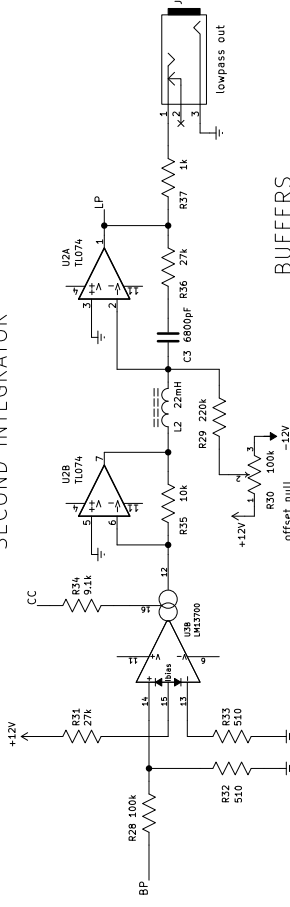 SECOND INTEGRATOR
BP
R28 100k
+12V
R31
27k
R32
510
R33
510
14
15
13
+
Ibias
-
11
V+
V-
6
U3B
LM13700
CC
R34
9.1k
16
12
5
6
+
-
4
V+
V-
11
7
U2B
TL074
R35
10k
L2
22mH
+12V
1
2
3
-12V
R30
100k
offset null
R29 220k
3
2
+
-
4
V+
V-
11
1
U2A
TL074
C3
6800pF
R36
27k
LP
R37
1k
1
2
3
J
lowpass out
BUFFERS